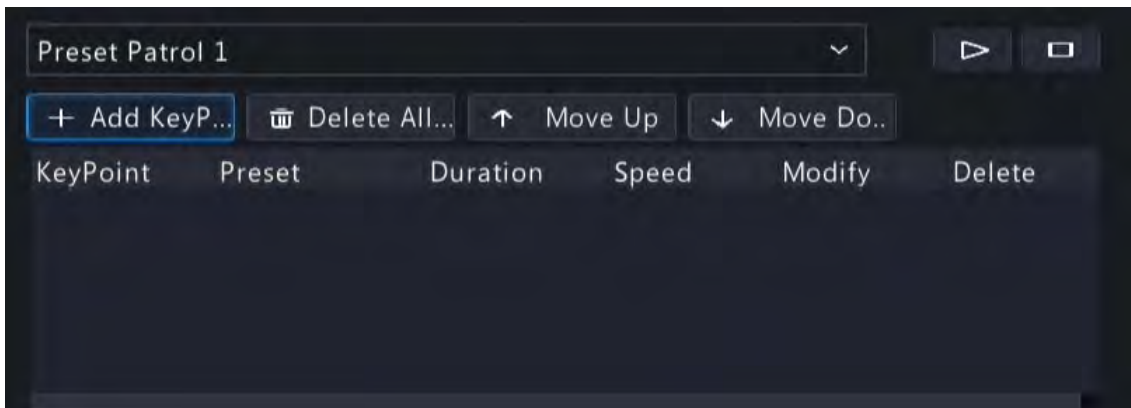 Preset Patrol 1
+ Add KeyP... Delete All... ↑ Move Up ↓ Move Do..
KeyPoint Preset Duration Speed Modify Delete